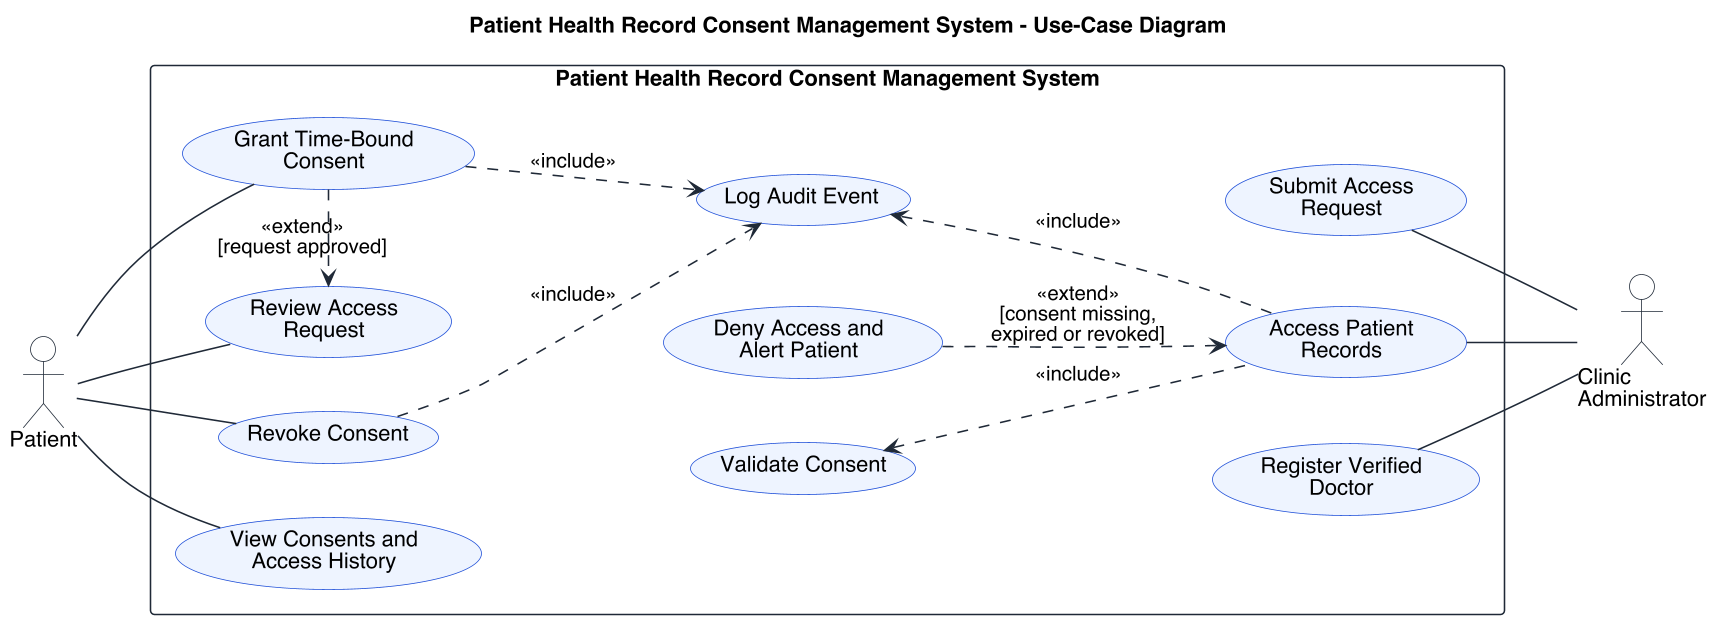 Patient Health Record Consent Management System - Use-Case Diagram
Patient Health Record Consent Management System
Grant Time-Bound
Consent
«include»
Log Audit Event
Submit Access
Request
«include»
«extend»
[request approved]
Review Access
Request
«include»
Deny Access and
Alert Patient
«extend»
[consent missing,
expired or revoked]
Access Patient
Records
«include»
Clinic
Administrator
Patient
Revoke Consent
Validate Consent
Register Verified
Doctor
View Consents and
Access History